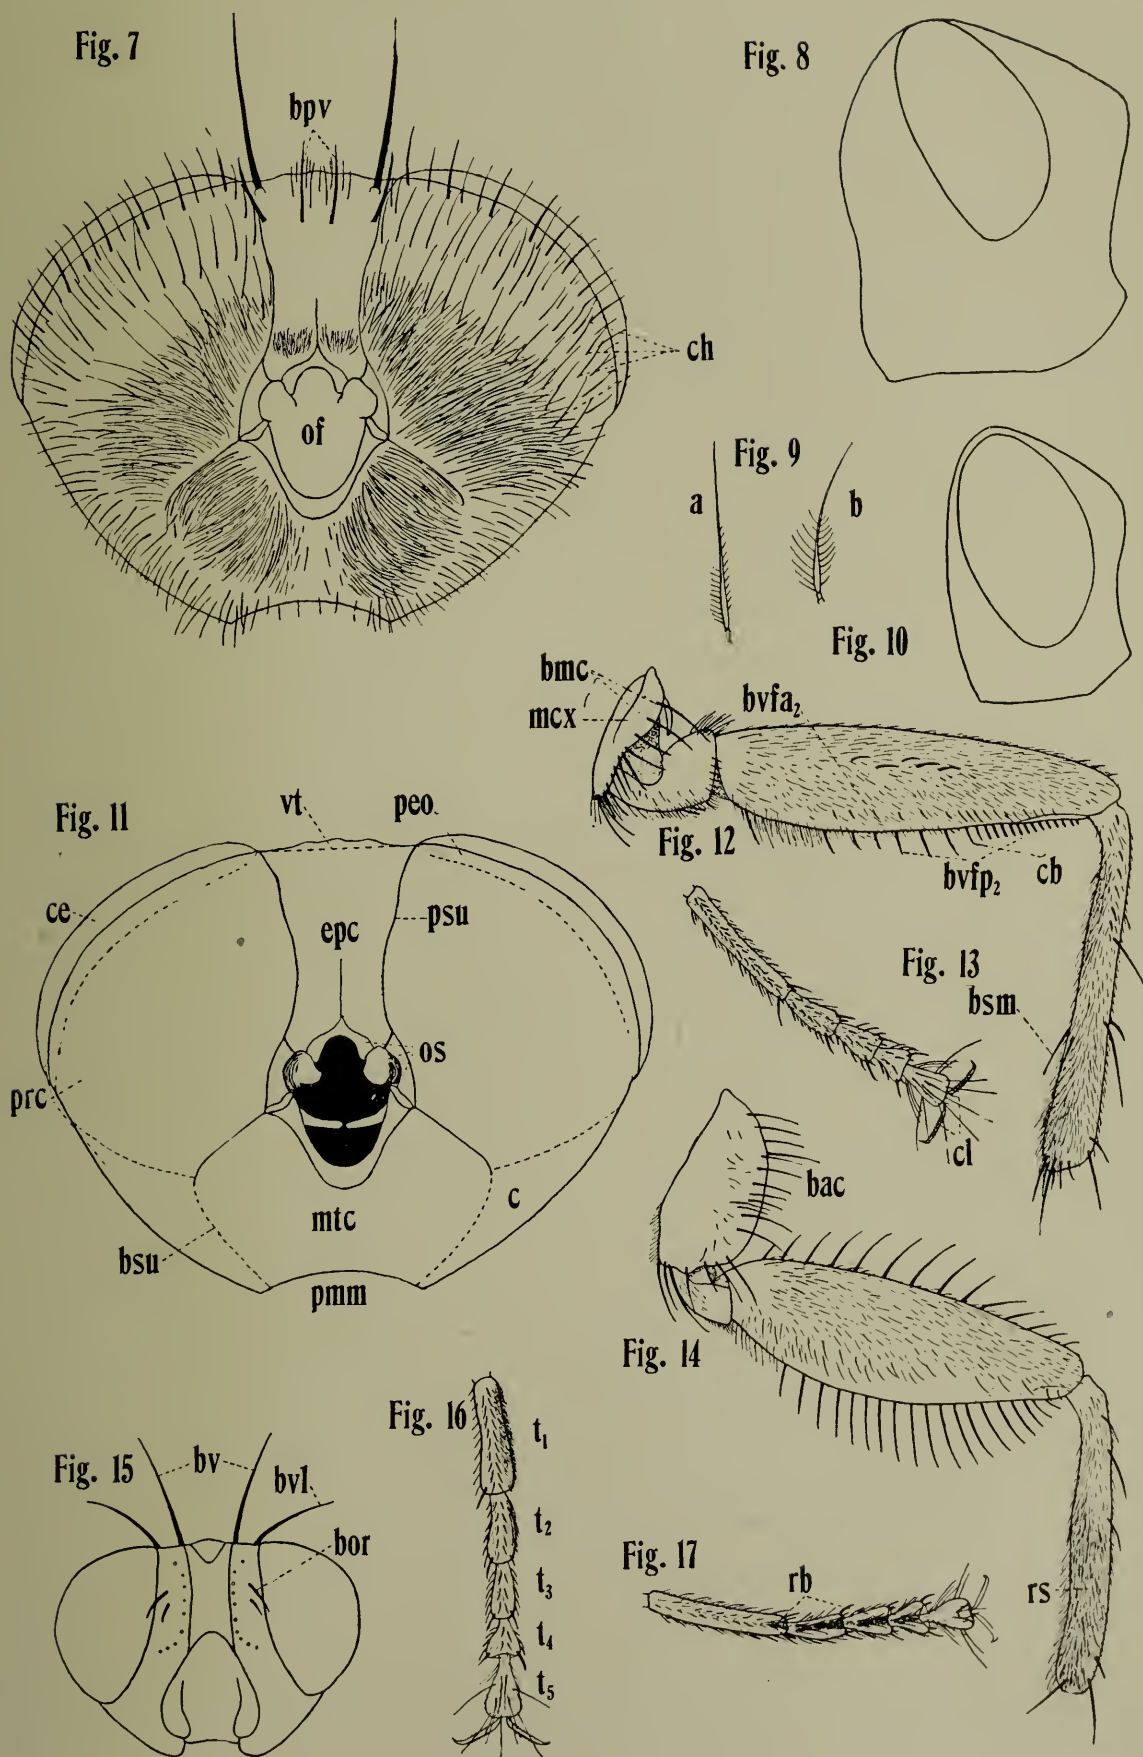 Fig. 7
bpv
of
ch
Fig. 8
Fig. 9
a
b
Fig. 10
bmc
mcx
bvfa₂
Fig. 12
bvfp₂
cb
Fig. 11
vt
peo
ce
epc
psu
os
prc
mtc
c
bsu
pmm
Fig. 13
bsm
cl
bac
Fig. 14
Fig. 15
bv
bvl
bor
Fig. 16
t₁
t₂
t₃
t₄
t₅
Fig. 17
rb
rs